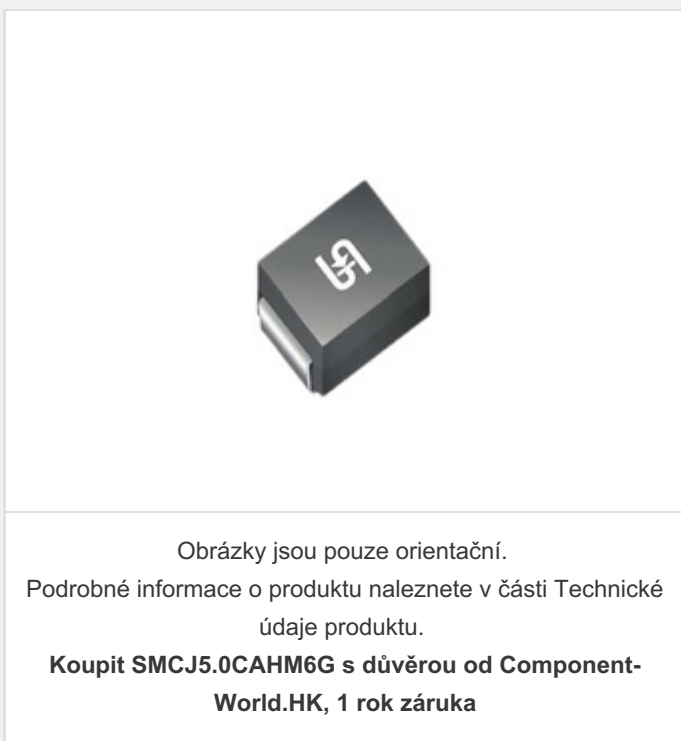 Obrázky jsou pouze orientační.
Podrobné informace o produktu naleznete v části Technické
údaje produktu.
Koupit SMCJ5.0CAHM6G s důvěrou od Component-
World.HK, 1 rok záruka